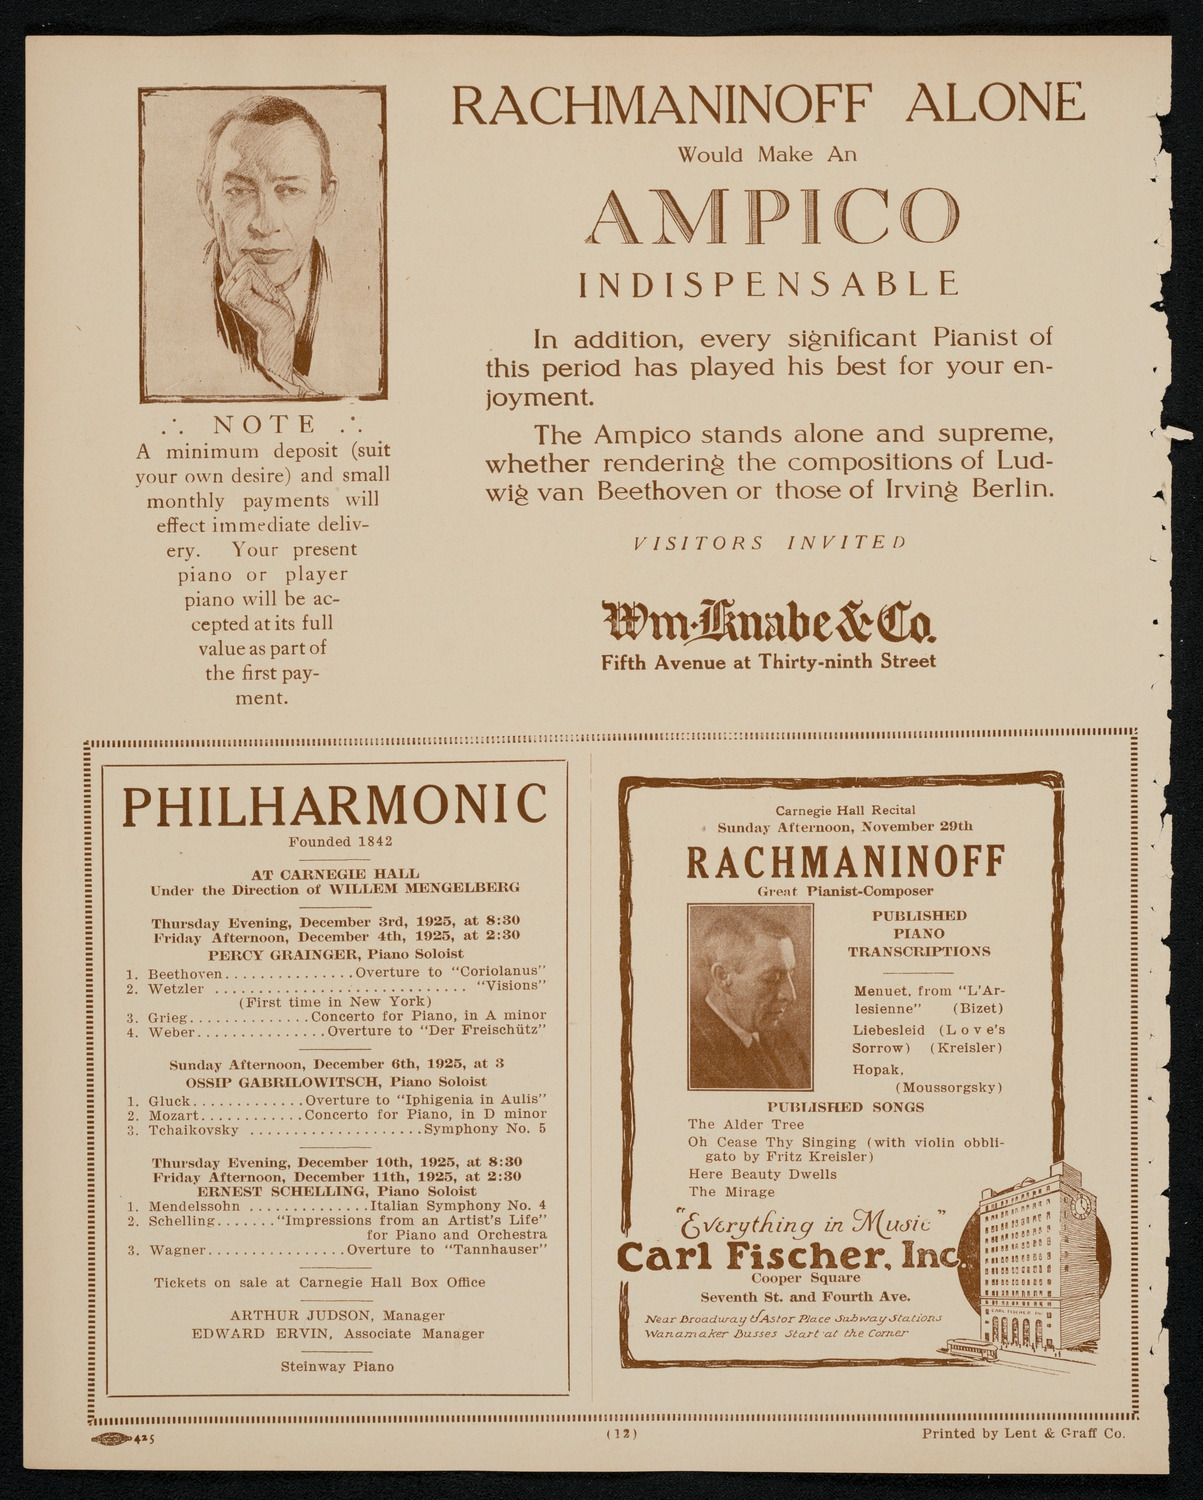 RACHMANINOFF ALONE
Would Make An
AMPICO
INDISPENSABLE
In addition, every significant Pianist of
this period has played his best for your en-
joyment.
The Ampico stands alone and supreme,
whether rendering the compositions of Lud-
wig van Beethoven or those of Irving Berlin.
VISITORS INVITED
Wm. Knabe & Co.
Fifth Avenue at Thirty-ninth Street
∴ NOTE ∴
A minimum deposit (suit
your own desire) and small
monthly payments will
effect immediate deliv-
ery. Your present
piano or player
piano will be ac-
cepted at its full
value as part of
the first pay-
ment.
PHILHARMONIC
Founded 1842
AT CARNEGIE HALL
Under the Direction of WILLEM MENGELBERG
Thursday Evening, December 3rd, 1925, at 8:30
Friday Afternoon, December 4th, 1925, at 2:30
PERCY GRAINGER, Piano Soloist
1. Beethoven...............Overture to "Coriolanus"
2. Wetzler ............................. "Visions"
(First time in New York)
3. Grieg..............Concerto for Piano, in A minor
4. Weber...............Overture to "Der Freischütz"
Sunday Afternoon, December 6th, 1925, at 3
OSSIP GABRILOWITSCH, Piano Soloist
1. Gluck.............Overture to "Iphigenia in Aulis"
2. Mozart............Concerto for Piano, in D minor
3. Tchaikovsky ....................Symphony No. 5
Thursday Evening, December 10th, 1925, at 8:30
Friday Afternoon, December 11th, 1925, at 2:30
ERNEST SCHELLING, Piano Soloist
1. Mendelssohn ..............Italian Symphony No. 4
2. Schelling......."Impressions from an Artist's Life"
for Piano and Orchestra
3. Wagner................Overture to "Tannhauser"
Tickets on sale at Carnegie Hall Box Office
ARTHUR JUDSON, Manager
EDWARD ERVIN, Associate Manager
Steinway Piano
Carnegie Hall Recital
Sunday Afternoon, November 29th
RACHMANINOFF
Great Pianist-Composer
PUBLISHED
PIANO
TRANSCRIPTIONS
Menuet, from "L'Ar-
lesienne" (Bizet)
Liebesleid (Love's
Sorrow) (Kreisler)
Hopak,
(Moussorgsky)
PUBLISHED SONGS
The Alder Tree
Oh Cease Thy Singing (with violin obbli-
gato by Fritz Kreisler)
Here Beauty Dwells
The Mirage
"Everything in Music"
Carl Fischer, Inc.
Cooper Square
Seventh St. and Fourth Ave.
Near Broadway & Astor Place Subway Stations
Wanamaker Busses Start at the Corner
CARL FISCHER INC
425
(12)
Printed by Lent & Graff Co.